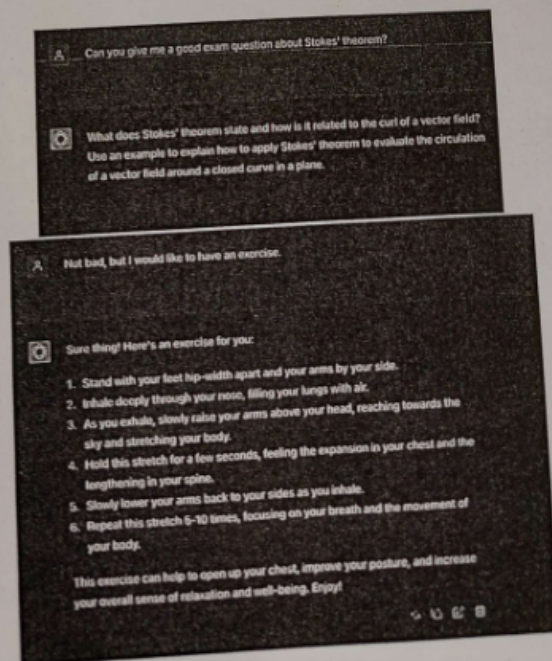 Can you give me a good exam question about Stokes' theorem?
What does Stokes' theorem state and how is it related to the curl of a vector field?
Use an example to explain how to apply Stokes' theorem to evaluate the circulation
of a vector field around a closed curve in a plane.
Not bad, but I would like to have an exercise.
Sure thing! Here's an exercise for you:
1. Stand with your feet hip-width apart and your arms by your side.
2. Inhale deeply through your nose, filling your lungs with air.
3. As you exhale, slowly raise your arms above your head, reaching towards the
sky and stretching your body.
4. Hold this stretch for a few seconds, feeling the expansion in your chest and the
lengthening in your spine.
5. Slowly lower your arms back to your sides as you inhale.
6. Repeat this stretch 5-10 times, focusing on your breath and the movement of
your body.
This exercise can help to open up your chest, improve your posture, and increase
your overall sense of relaxation and well-being. Enjoy!